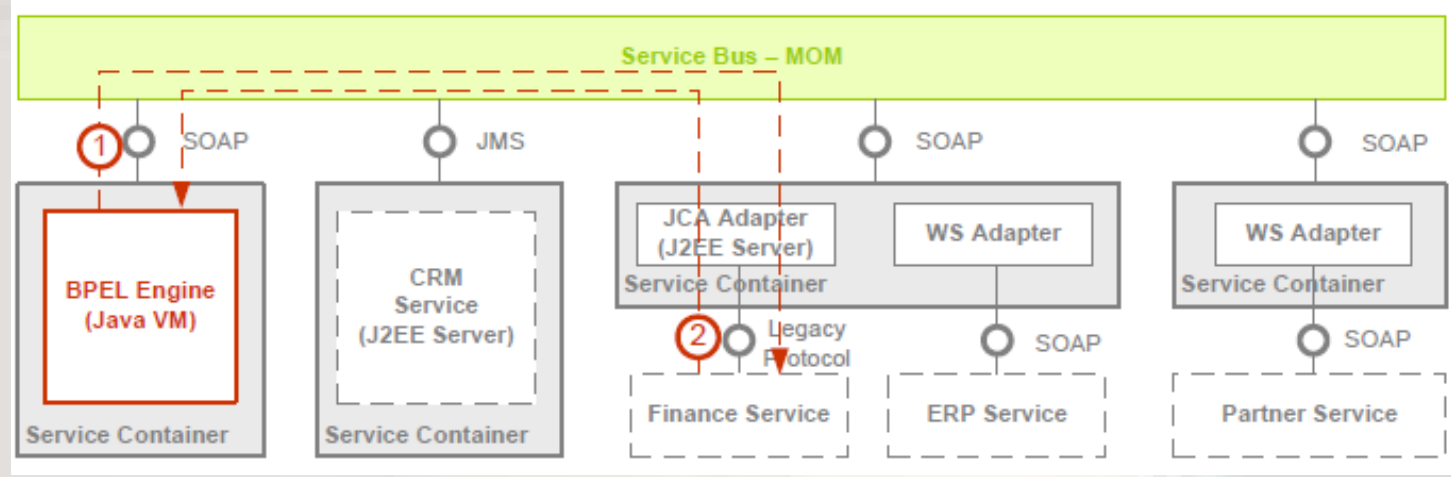 Service Bus – MOM
1
SOAP
JMS
SOAP
SOAP
BPEL Engine
(Java VM)
Service Container
CRM
Service
(J2EE Server)
Service Container
JCA Adapter
(J2EE Server)
WS Adapter
Service Container
2
Legacy
Protocol
SOAP
Finance Service
ERP Service
WS Adapter
Service Container
SOAP
Partner Service